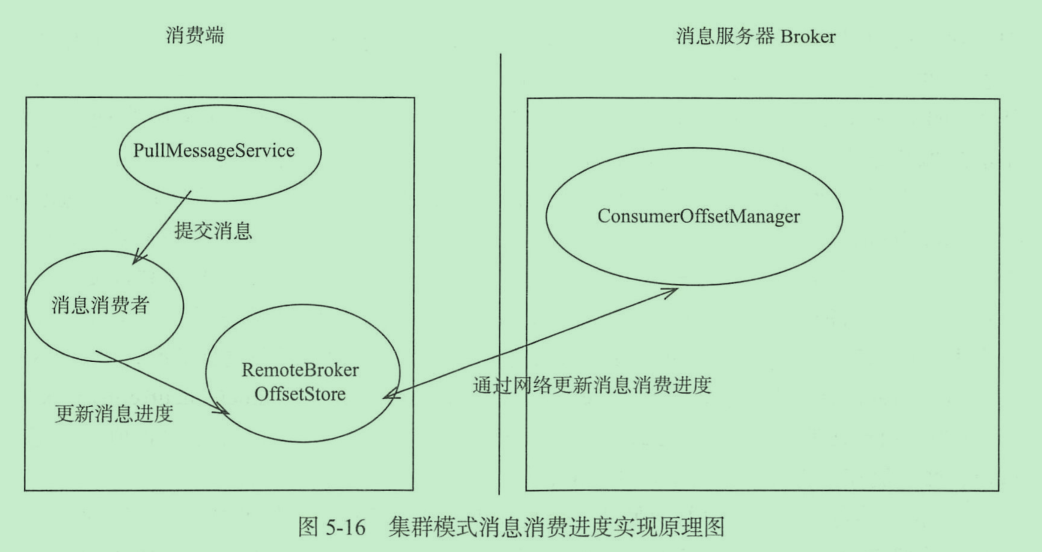 消费端
消息服务器 Broker
PullMessageService
提交消息
ConsumerOffsetManager
消息消费者
RemoteBroker
OffsetStore
通过网络更新消息消费进度
更新消息进度
图 5-16 集群模式消息消费进度实现原理图